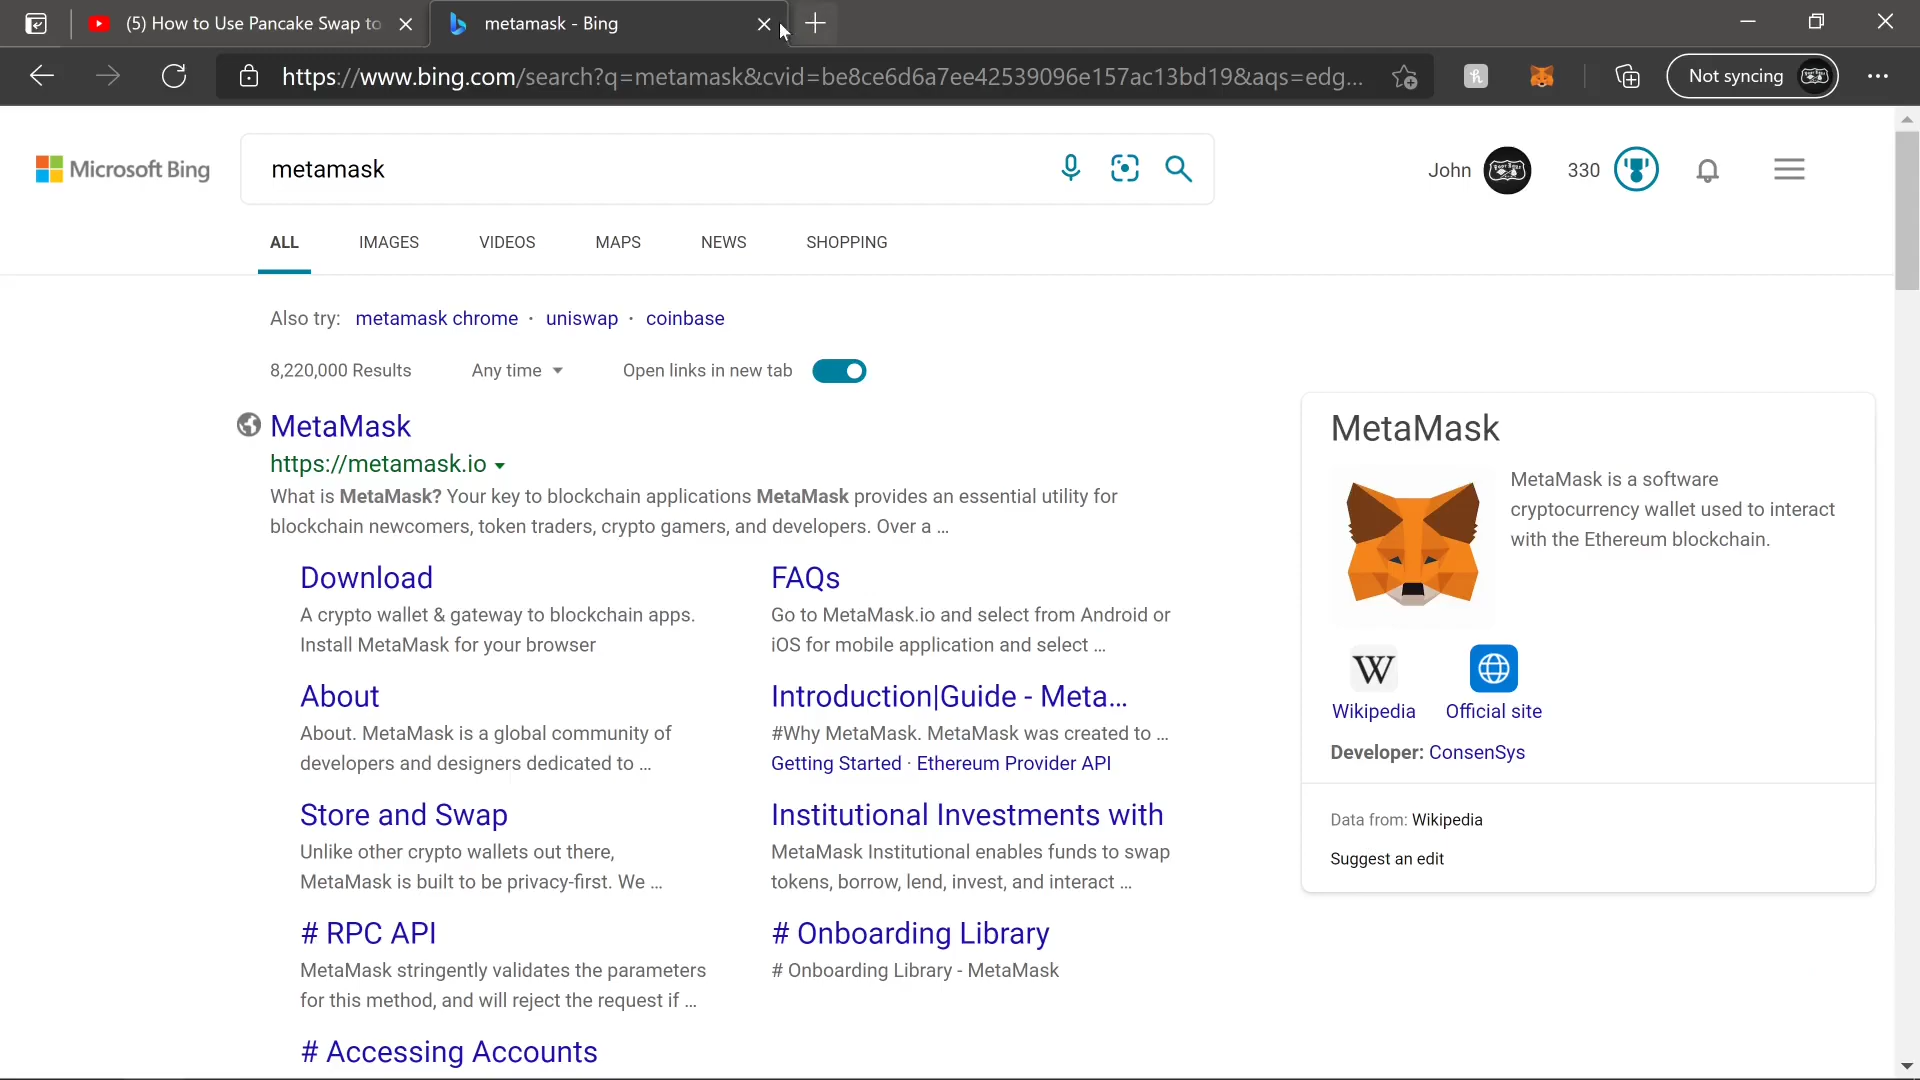 (5) How to Use Pancake Swap to
metamask - Bing
https://www.bing.com/search?q=metamask&cvid=be8ce6d6a7ee42539096e157ac13bd19&aqs=edg...
Not syncing
Microsoft Bing
metamask
John
330
ALL IMAGES VIDEOS MAPS NEWS SHOPPING
Also try: metamask chrome · uniswap · coinbase
8,220,000 Results Any time Open links in new tab
MetaMask
https://metamask.io
What is MetaMask? Your key to blockchain applications MetaMask provides an essential utility for
blockchain newcomers, token traders, crypto gamers, and developers. Over a ...
Download
A crypto wallet & gateway to blockchain apps.
Install MetaMask for your browser
FAQs
Go to MetaMask.io and select from Android or
iOS for mobile application and select ...
About
About. MetaMask is a global community of
developers and designers dedicated to ...
Introduction|Guide - Meta...
#Why MetaMask. MetaMask was created to ...
Getting Started · Ethereum Provider API
Store and Swap
Unlike other crypto wallets out there,
MetaMask is built to be privacy-first. We ...
Institutional Investments with
MetaMask Institutional enables funds to swap
tokens, borrow, lend, invest, and interact ...
# RPC API
MetaMask stringently validates the parameters
for this method, and will reject the request if ...
# Onboarding Library
# Onboarding Library - MetaMask
# Accessing Accounts
MetaMask
MetaMask is a software
cryptocurrency wallet used to interact
with the Ethereum blockchain.
W
Wikipedia
Official site
Developer: ConsenSys
Data from: Wikipedia
Suggest an edit